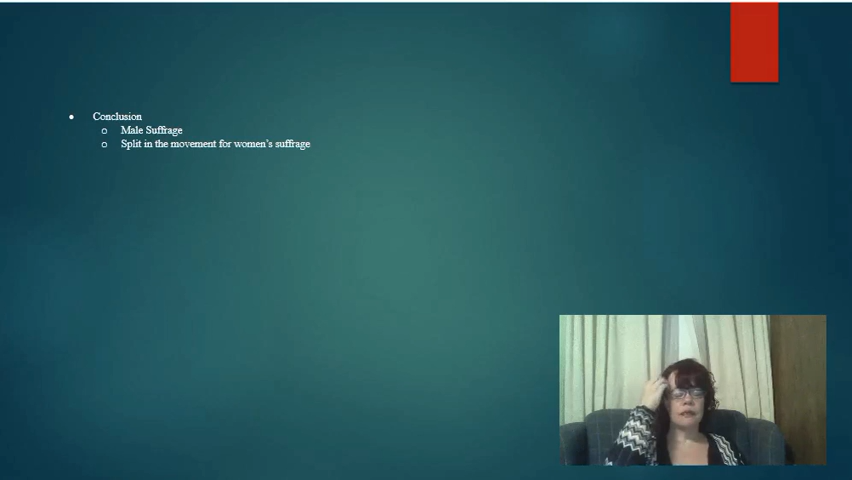 • Conclusion
o Male Suffrage
o Split in the movement for women's suffrage